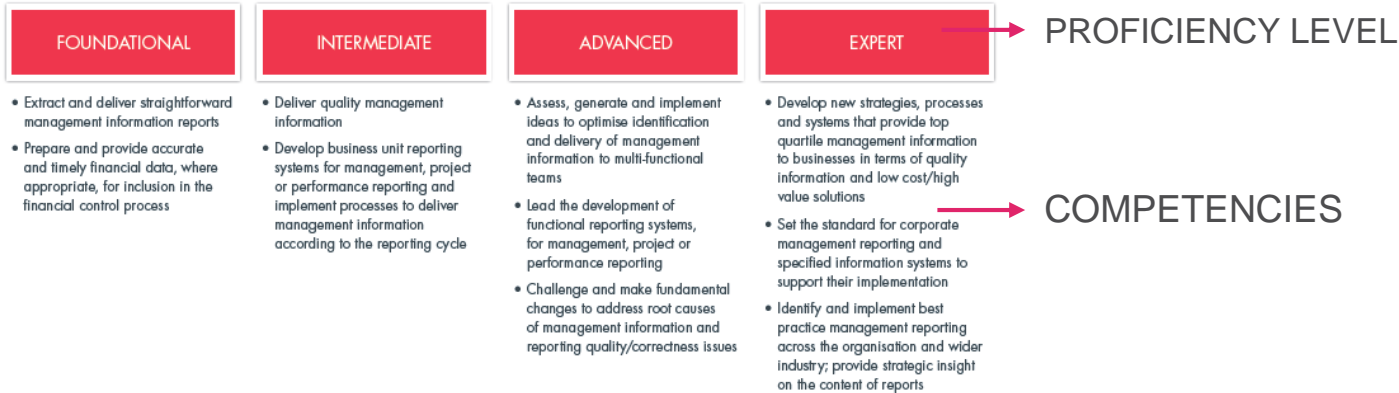 FOUNDATIONAL
INTERMEDIATE
ADVANCED
EXPERT
PROFICIENCY LEVEL
• Extract and deliver straightforward
management information reports
• Prepare and provide accurate
and timely financial data, where
appropriate, for inclusion in the
financial control process
• Deliver quality management
information
• Develop business unit reporting
systems for management, project
or performance reporting and
implement processes to deliver
management information
according to the reporting cycle
• Assess, generate and implement
ideas to optimise identification
and delivery of management
information to multi-functional
teams
• Lead the development of
functional reporting systems,
for management, project or
performance reporting
• Challenge and make fundamental
changes to address root causes
of management information and
reporting quality/correctness issues
• Develop new strategies, processes
and systems that provide top
quartile management information
to businesses in terms of quality
information and low cost/high
value solutions
• Set the standard for corporate
management reporting and
specified information systems to
support their implementation
• Identify and implement best
practice management reporting
across the organisation and wider
industry; provide strategic insight
on the content of reports
COMPETENCIES